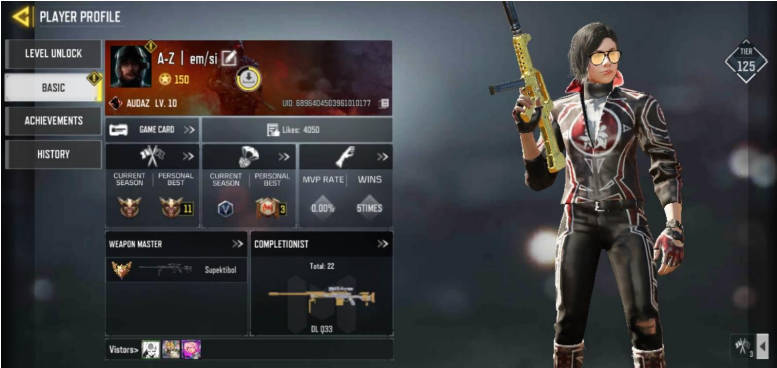 PLAYER PROFILE
LEVEL UNLOCK
BASIC
ACHIEVEMENTS
HISTORY
A-Z | em/si
150
AUDAZ LV. 10
UID: 6896404503961010177
GAME CARD >>
Likes: 4050
CURRENT SEASON
PERSONAL BEST
11
CURRENT SEASON
PERSONAL BEST
V
3
MVP RATE
WINS
0.00%
5TIMES
WEAPON MASTER >>
Supektibol
COMPLETIONIST >>
Total: 22
DL Q33
Vistors>
TIER
125
3